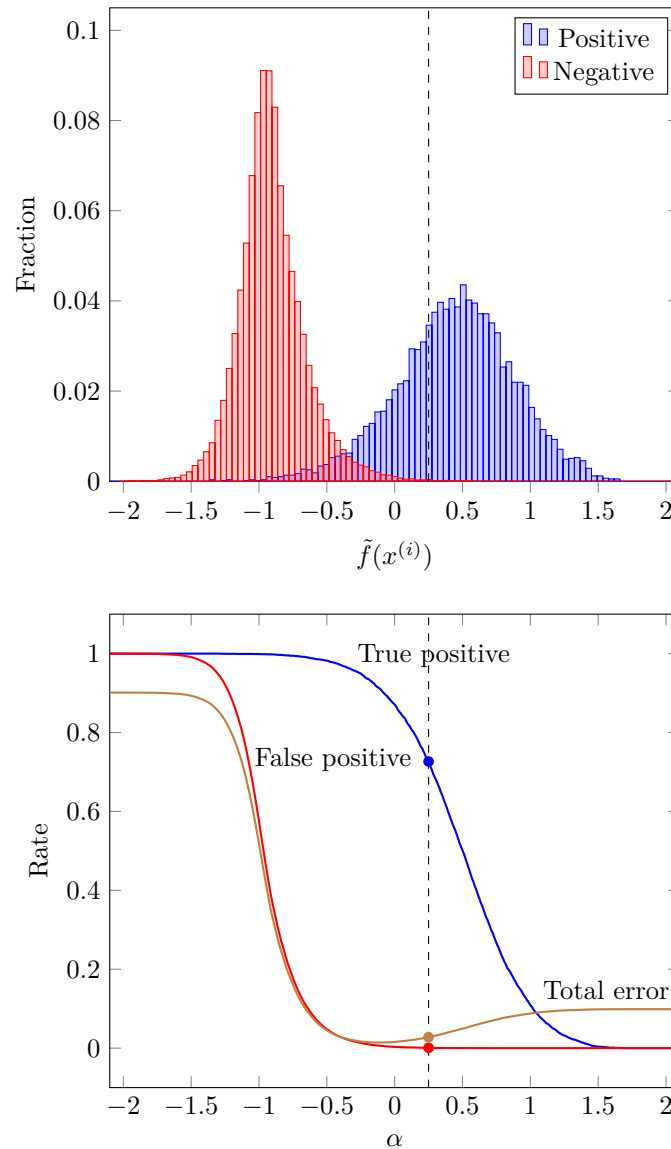 0.1
0.08
0.06
0.04
0.02
0
Fraction
Positive
Negative
−2 −1.5 −1 −0.5 0 0.5 1 1.5 2
f̃(x⁽ⁱ⁾)
1
0.8
0.6
0.4
0.2
0
Rate
True positive
False positive
Total error
−2 −1.5 −1 −0.5 0 0.5 1 1.5 2
α